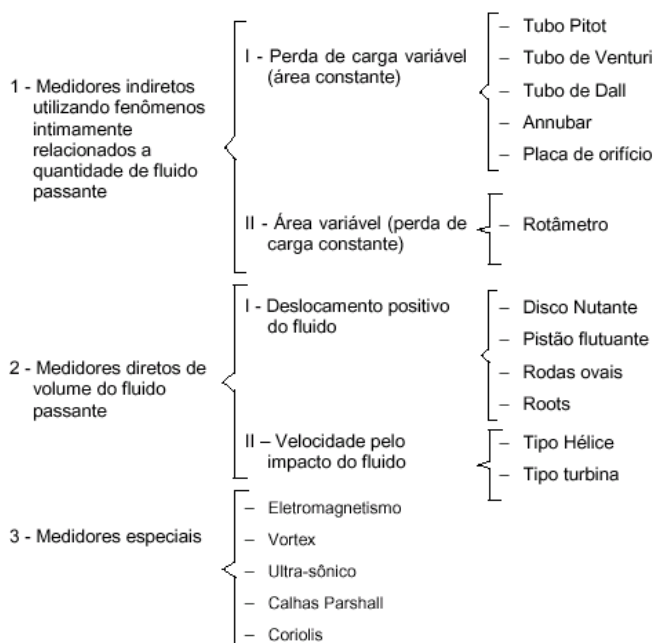 1 - Medidores indiretos
utilizando fenômenos
intimamente
relacionados a
quantidade de fluido
passante
I - Perda de carga variável
(área constante)
– Tubo Pitot
– Tubo de Venturi
– Tubo de Dall
– Annubar
– Placa de orifício
II - Área variável (perda de
carga constante)
– Rotâmetro
2 - Medidores diretos de
volume do fluido
passante
I - Deslocamento positivo
do fluido
– Disco Nutante
– Pistão flutuante
– Rodas ovais
– Roots
II – Velocidade pelo
impacto do fluido
– Tipo Hélice
– Tipo turbina
3 - Medidores especiais
– Eletromagnetismo
– Vortex
– Ultra-sônico
– Calhas Parshall
– Coriolis